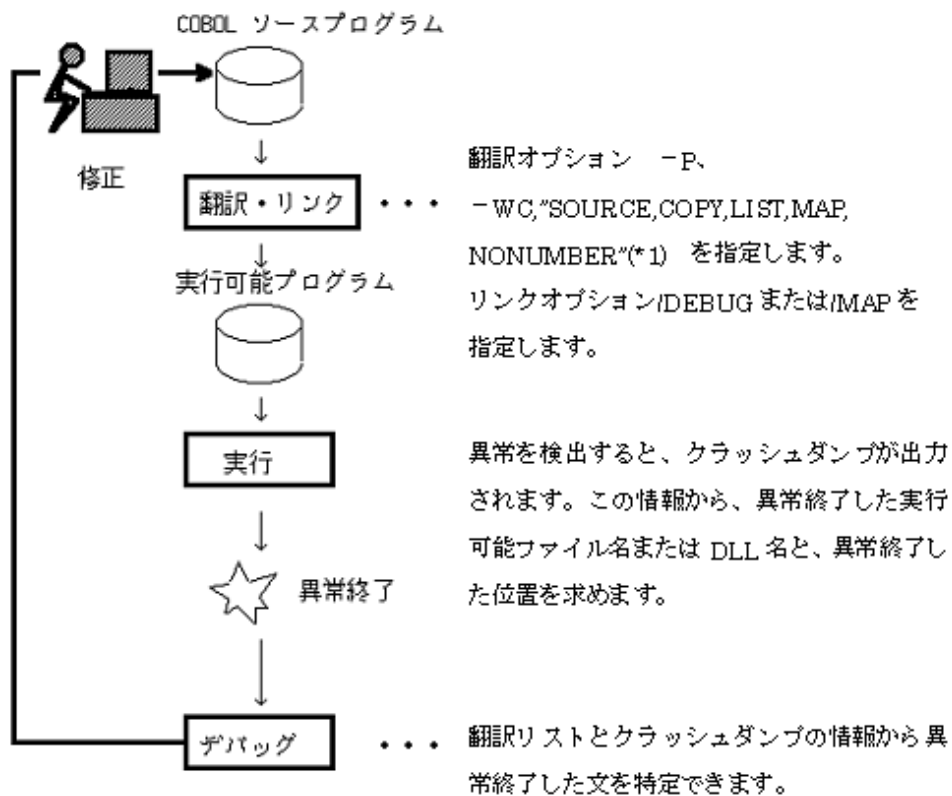 COBOL ソースプログラム
修正
翻訳・リンク ・・・
翻訳オプション －P、
－WC,"SOURCE,COPY,LIST,MAP,
NONUMBER"(*1) を指定します。
リンクオプション/DEBUG または/MAP を
指定します。
実行可能プログラム
実行
異常を検出すると、クラッシュダンプが出力
されます。この情報から、異常終了した実行
可能ファイル名または DLL 名と、異常終了し
た位置を求めます。
異常終了
デバッグ ・・・
翻訳リストとクラッシュダンプの情報から異
常終了した文を特定できます。